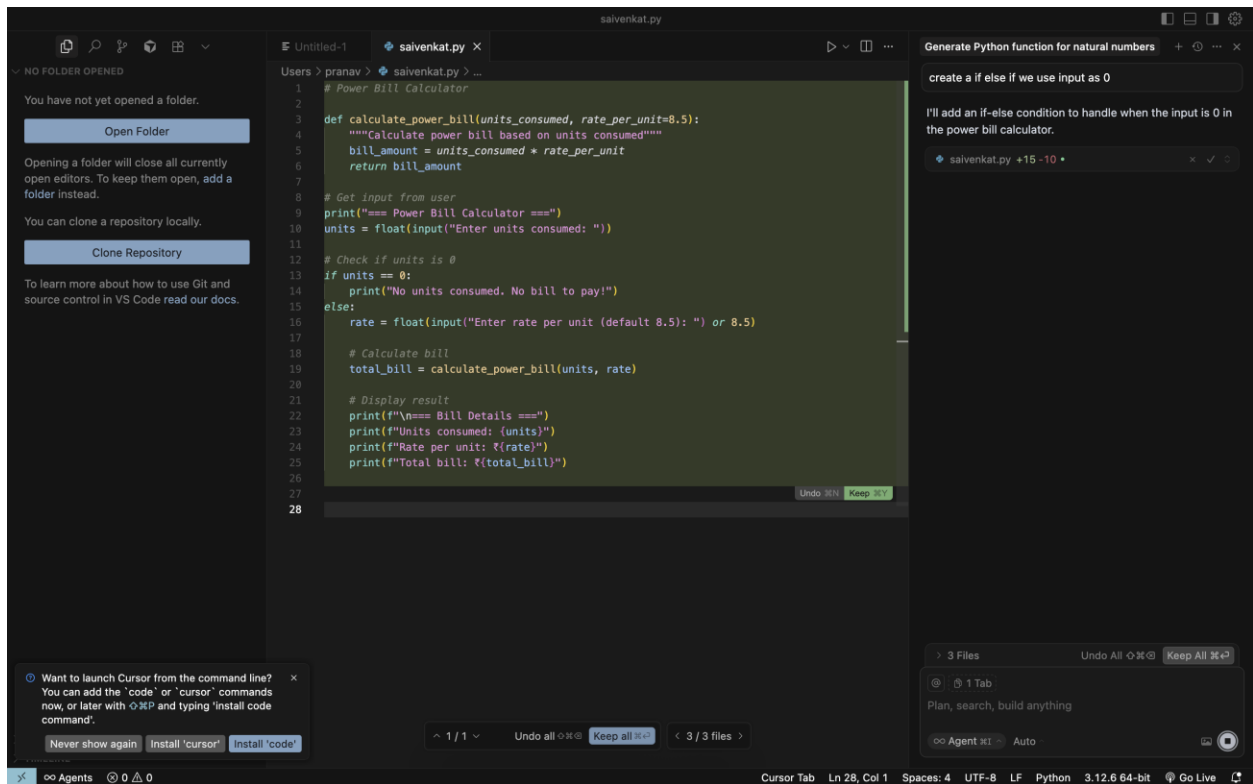 saivenkat.py
NO FOLDER OPENED
You have not yet opened a folder.
Open Folder
Opening a folder will close all currently
open editors. To keep them open, add a
folder instead.
You can clone a repository locally.
Clone Repository
To learn more about how to use Git and
source control in VS Code read our docs.
Untitled-1
saivenkat.py
Users > pranav > saivenkat.py > ...
1 # Power Bill Calculator
2
3 def calculate_power_bill(units_consumed, rate_per_unit=8.5):
4     """Calculate power bill based on units consumed"""
5     bill_amount = units_consumed * rate_per_unit
6     return bill_amount
7
8 # Get input from user
9 print("=== Power Bill Calculator ===")
10 units = float(input("Enter units consumed: "))
11
12 # Check if units is 0
13 if units == 0:
14     print("No units consumed. No bill to pay!")
15 else:
16     rate = float(input("Enter rate per unit (default 8.5): ") or 8.5)
17
18     # Calculate bill
19     total_bill = calculate_power_bill(units, rate)
20
21     # Display result
22     print(f"\n=== Bill Details ===")
23     print(f"Units consumed: {units}")
24     print(f"Rate per unit: ₹{rate}")
25     print(f"Total bill: ₹{total_bill}")
26
27
Undo ⌘N Keep ⌘Y
28
Generate Python function for natural numbers
create a if else if we use input as 0
I'll add an if-else condition to handle when the input is 0 in
the power bill calculator.
saivenkat.py +15 -10 •
> 3 Files Undo All ⇧⌘⌫ Keep All ⌘⏎
@ 1 Tab
Plan, search, build anything
∞ Agent ⌘I Auto
Want to launch Cursor from the command line?
You can add the `code` or `cursor` commands
now, or later with ⇧⌘P and typing 'install code
command'.
Never show again Install 'cursor' Install 'code'
1 / 1 Undo all ⇧⌘⌫ Keep all ⌘⏎ < 3 / 3 files >
∞ Agents 0 0 Cursor Tab Ln 28, Col 1 Spaces: 4 UTF-8 LF Python 3.12.6 64-bit Go Live